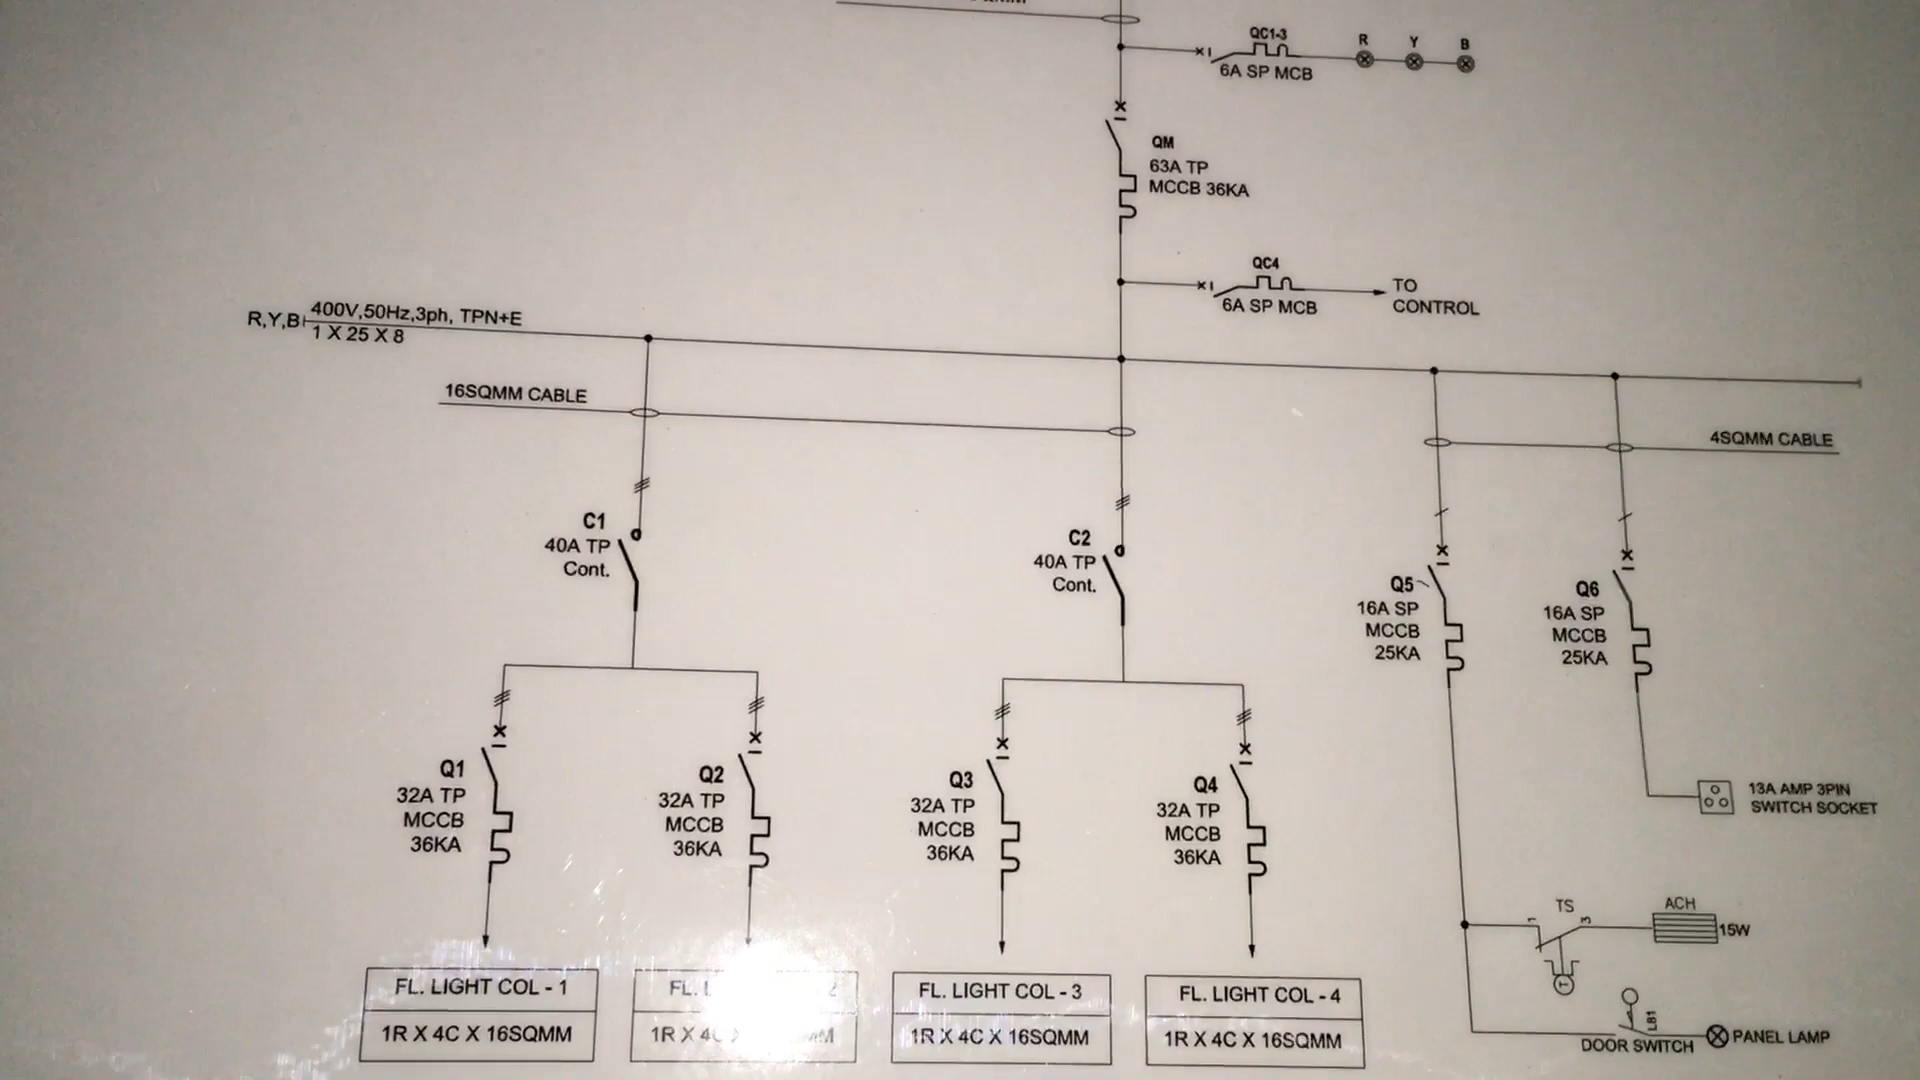 QC1-3
R Y B
6A SP MCB
QM
63A TP
MCCB 36KA
QC4
6A SP MCB
TO
CONTROL
R,Y,B
400V,50Hz,3ph, TPN+E
1 X 25 X 8
16SQMM CABLE
4SQMM CABLE
C1
40A TP
Cont.
C2
40A TP
Cont.
Q5
16A SP
MCCB
25KA
Q6
16A SP
MCCB
25KA
Q1
32A TP
MCCB
36KA
Q2
32A TP
MCCB
36KA
Q3
32A TP
MCCB
36KA
Q4
32A TP
MCCB
36KA
13A AMP 3PIN
SWITCH SOCKET
TS
1 3
ACH
15W
T
LB1
DOOR SWITCH
PANEL LAMP
FL. LIGHT COL - 1
1R X 4C X 16SQMM
FL. 2
1R X 4C X
FL. LIGHT COL - 3
1R X 4C X 16SQMM
FL. LIGHT COL - 4
1R X 4C X 16SQMM